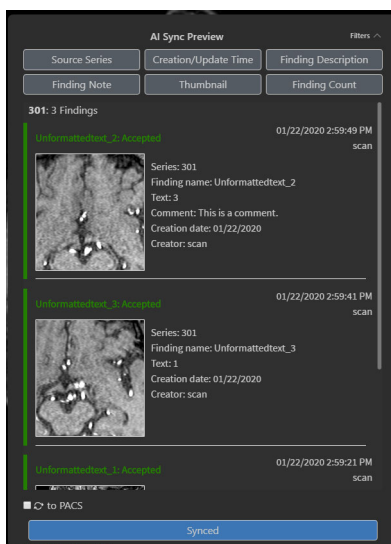 AI Sync Preview
Filters
Source Series
Creation/Update Time
Finding Description
Finding Note
Thumbnail
Finding Count
301: 3 Findings
Unformattedtext_2: Accepted
01/22/2020 2:59:49 PM
scan
Series: 301
Finding name: Unformattedtext_2
Text: 3
Comment: This is a comment.
Creation date: 01/22/2020
Creator: scan
Unformattedtext_3: Accepted
01/22/2020 2:59:41 PM
scan
Series: 301
Finding name: Unformattedtext_3
Text: 1
Creation date: 01/22/2020
Creator: scan
Unformattedtext_1: Accepted
01/22/2020 2:59:21 PM
scan
to PACS
Synced